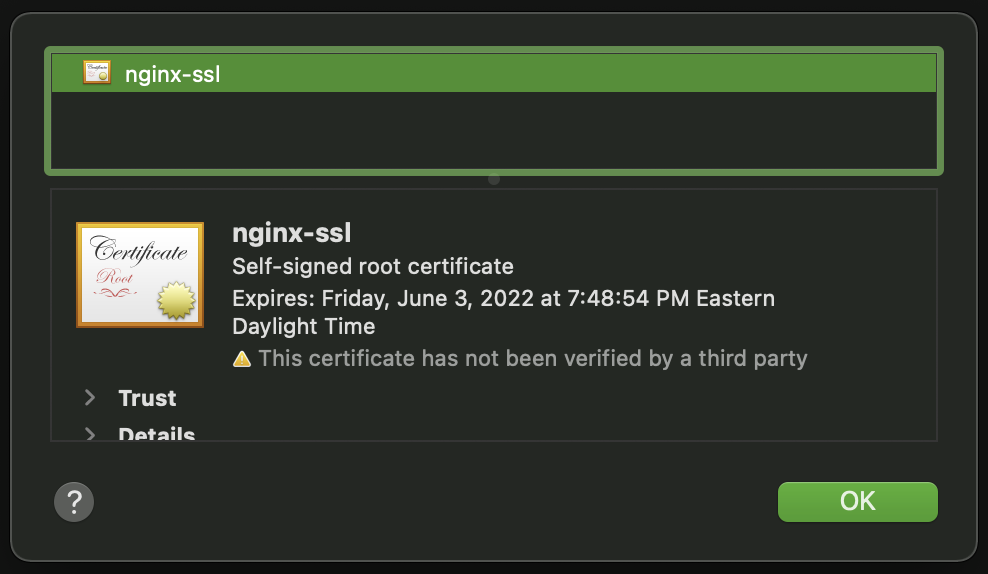 nginx-ssl
Certificate
Root
nginx-ssl
Self-signed root certificate
Expires: Friday, June 3, 2022 at 7:48:54 PM Eastern
Daylight Time
This certificate has not been verified by a third party
Trust
Details
?
OK